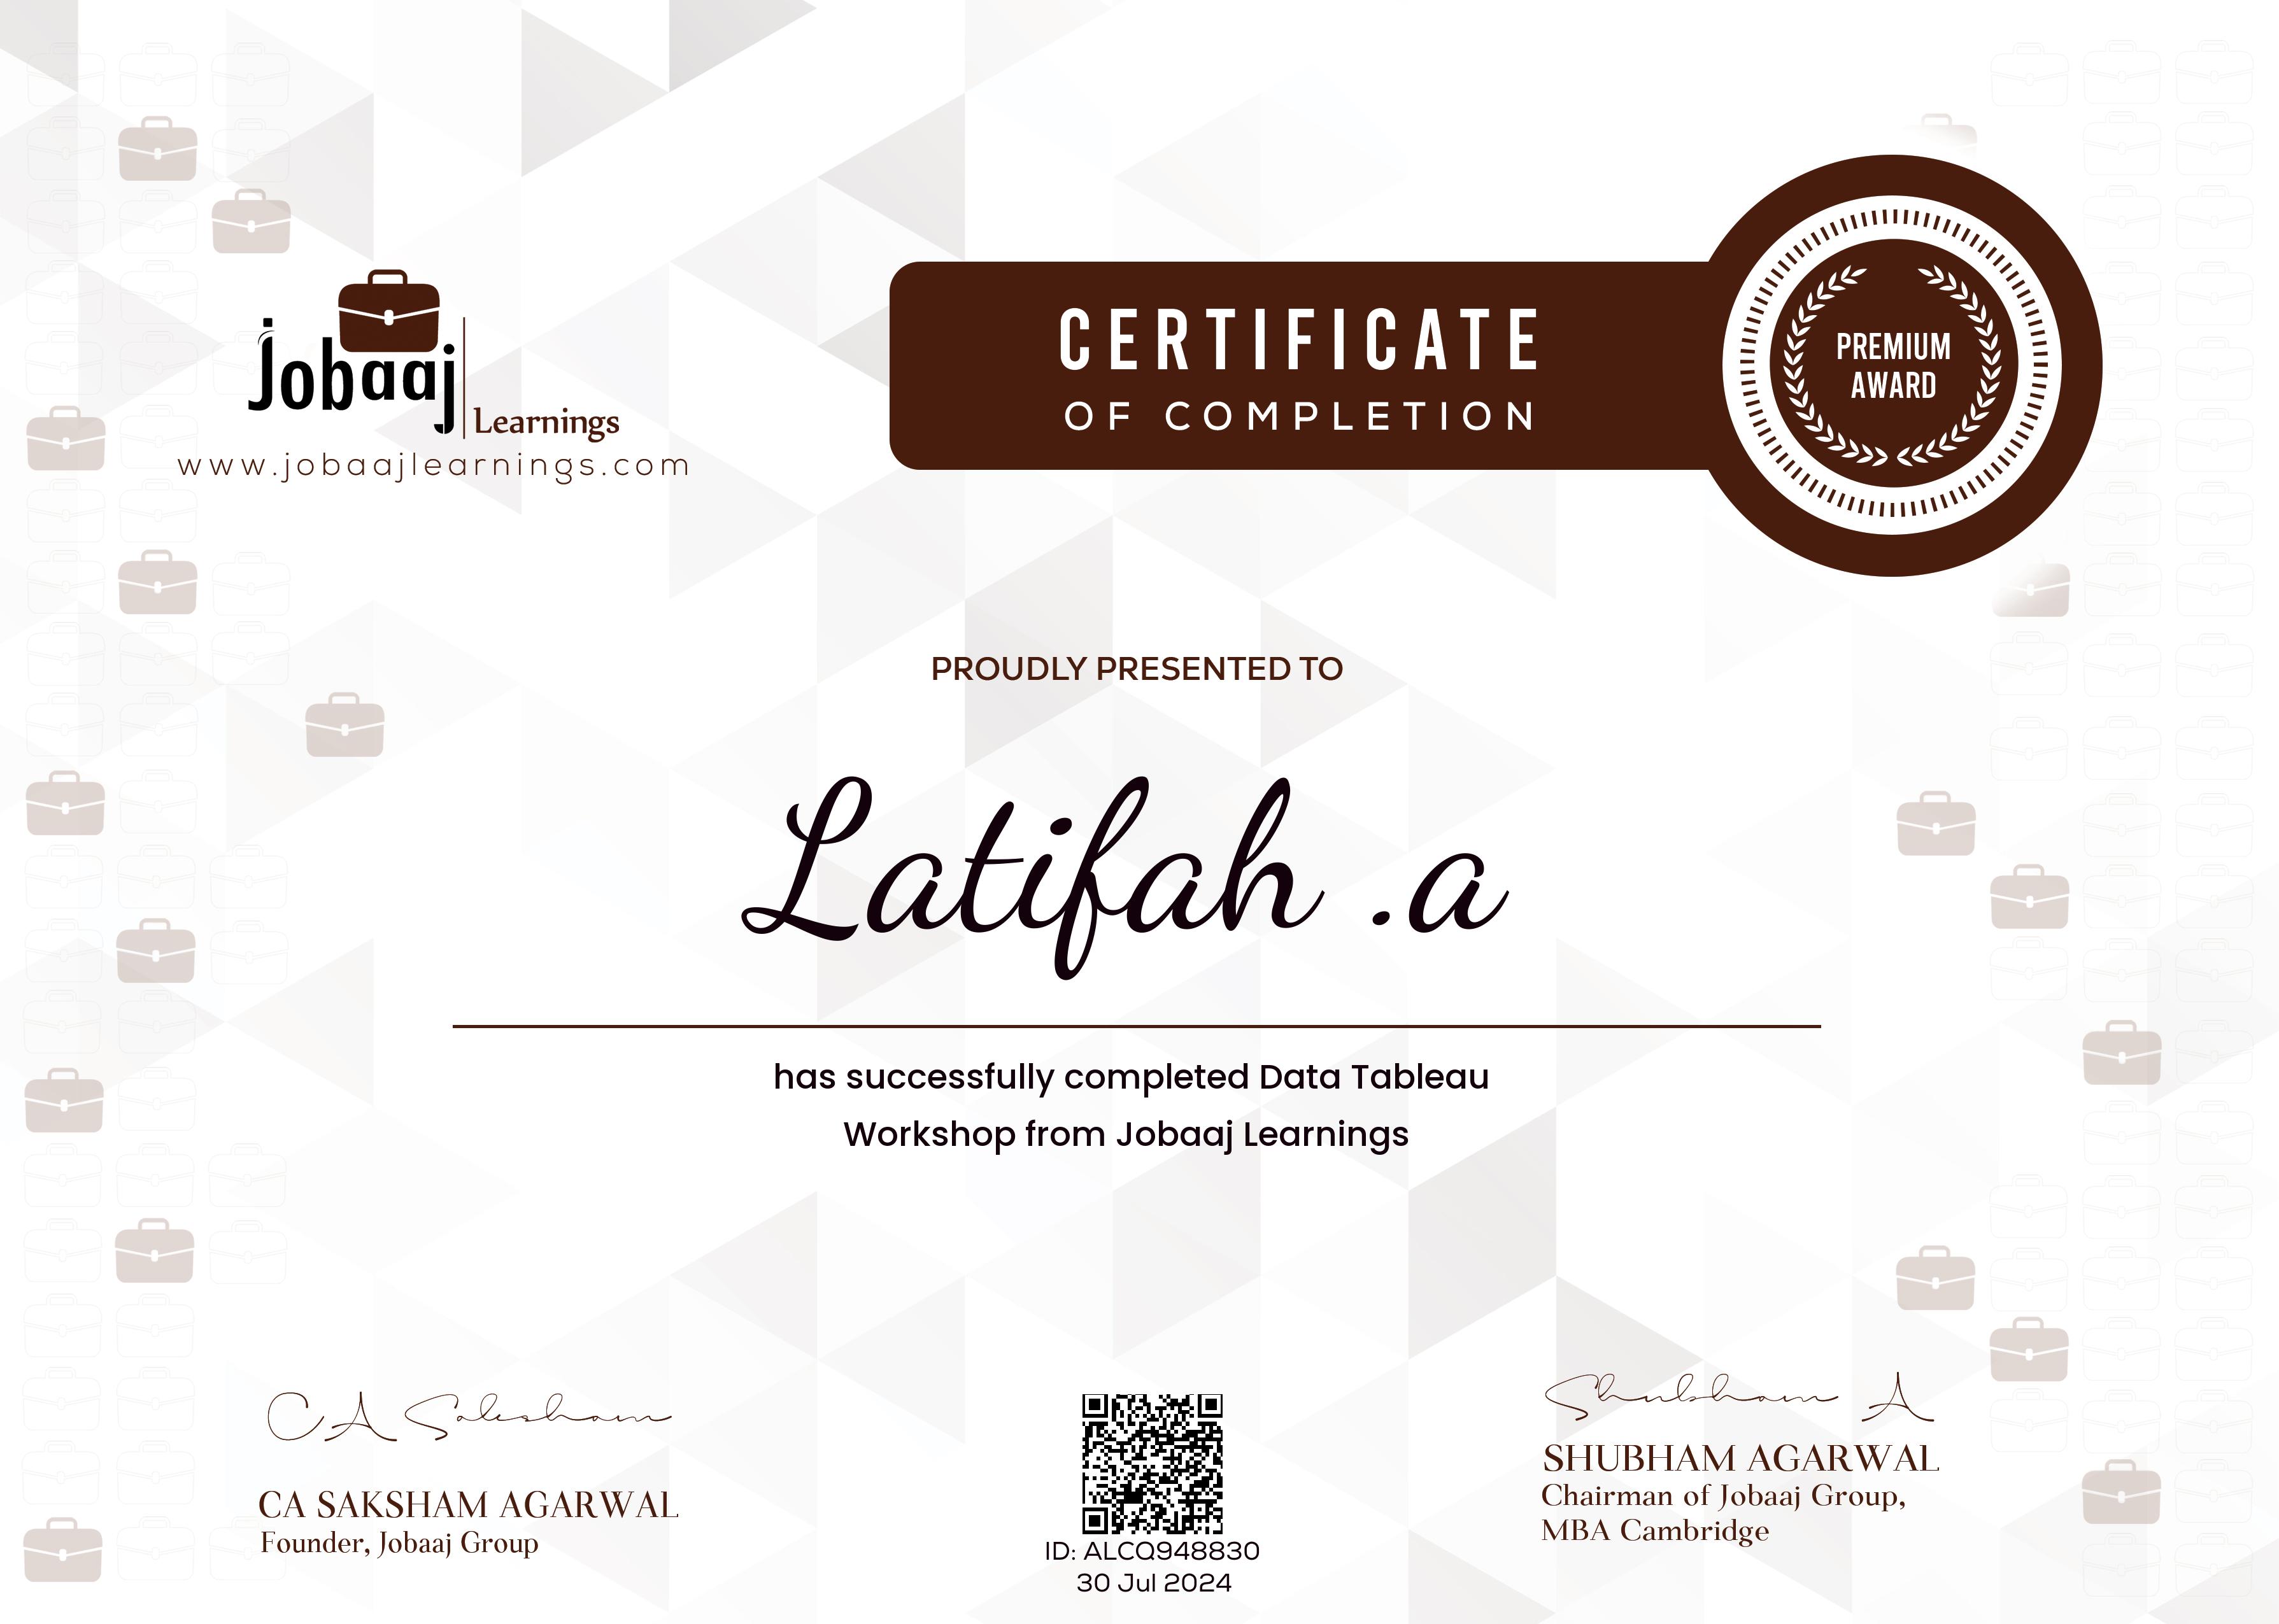 Jobaaj
Learnings
www.jobaajlearnings.com
CERTIFICATE
OF COMPLETION
PREMIUM
AWARD
PROUDLY PRESENTED TO
Latifah .a
has successfully completed Data Tableau
Workshop from Jobaaj Learnings
CA Saksham
CA SAKSHAM AGARWAL
Founder, Jobaaj Group
ID: ALCQ948830
30 Jul 2024
Shubham A
SHUBHAM AGARWAL
Chairman of Jobaaj Group,
MBA Cambridge